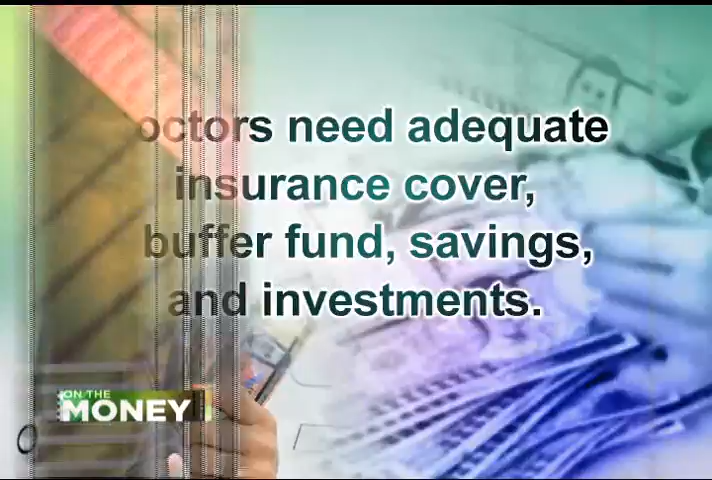 octors need adequate
insurance cover,
buffer fund, savings,
and investments.
ON THE
MONEY